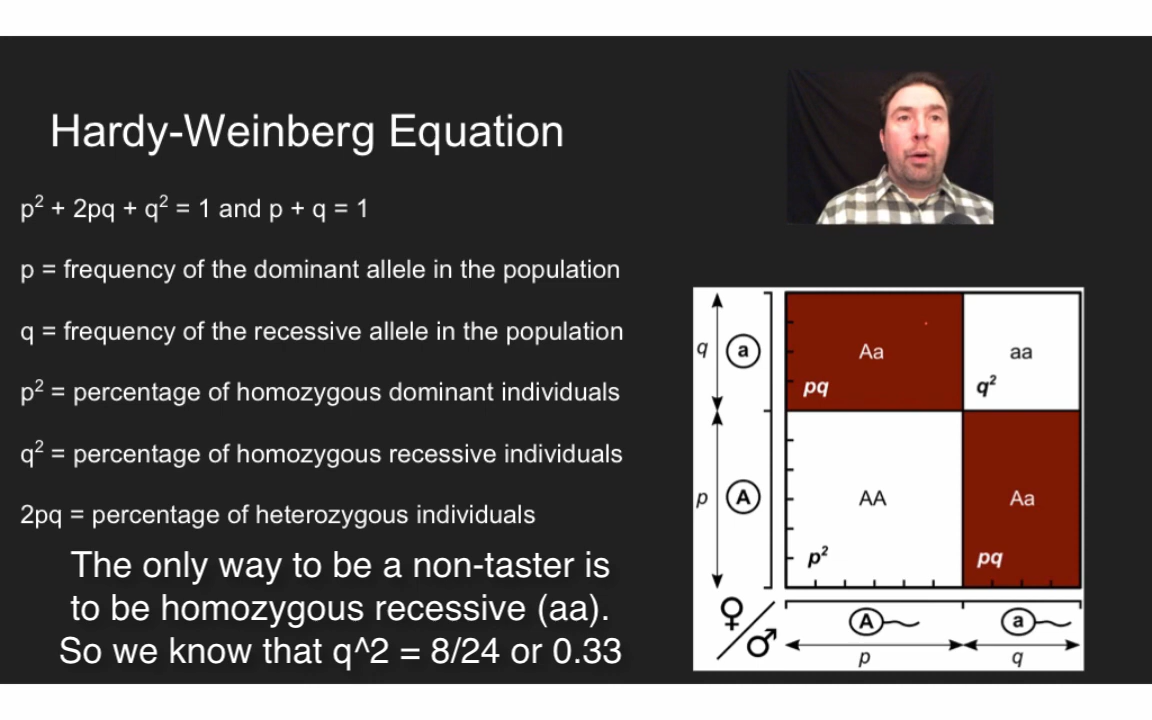 Hardy-Weinberg Equation
p² + 2pq + q² = 1 and p + q = 1
p = frequency of the dominant allele in the population
q = frequency of the recessive allele in the population
p² = percentage of homozygous dominant individuals
q² = percentage of homozygous recessive individuals
2pq = percentage of heterozygous individuals
The only way to be a non-taster is
to be homozygous recessive (aa).
So we know that q^2 = 8/24 or 0.33
q a Aa aa
pq q²
p A AA Aa
p² pq
♀/♂ A a
p q